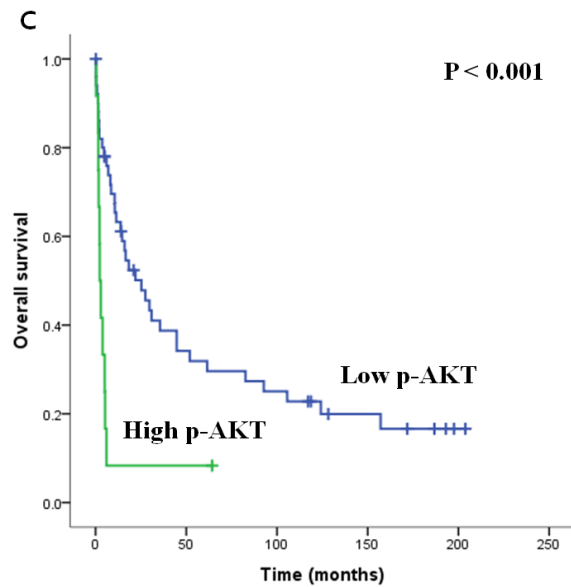 C
P < 0.001
1.0
0.8
0.6
0.4
0.2
0.0
Overall survival
Low p-AKT
High p-AKT
0 50 100 150 200 250
Time (months)